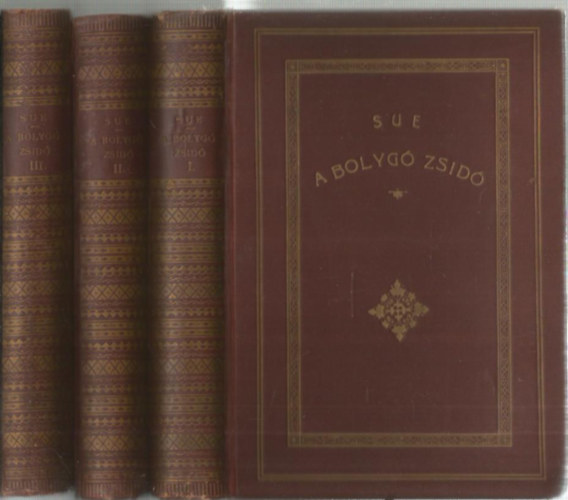 SUE
A BOLYGÓ
ZSIDÓ
III.
SUE
A BOLYGÓ
ZSIDÓ
II.
SUE
A BOLYGÓ
ZSIDÓ
I.
SUE
A BOLYGÓ ZSIDÓ